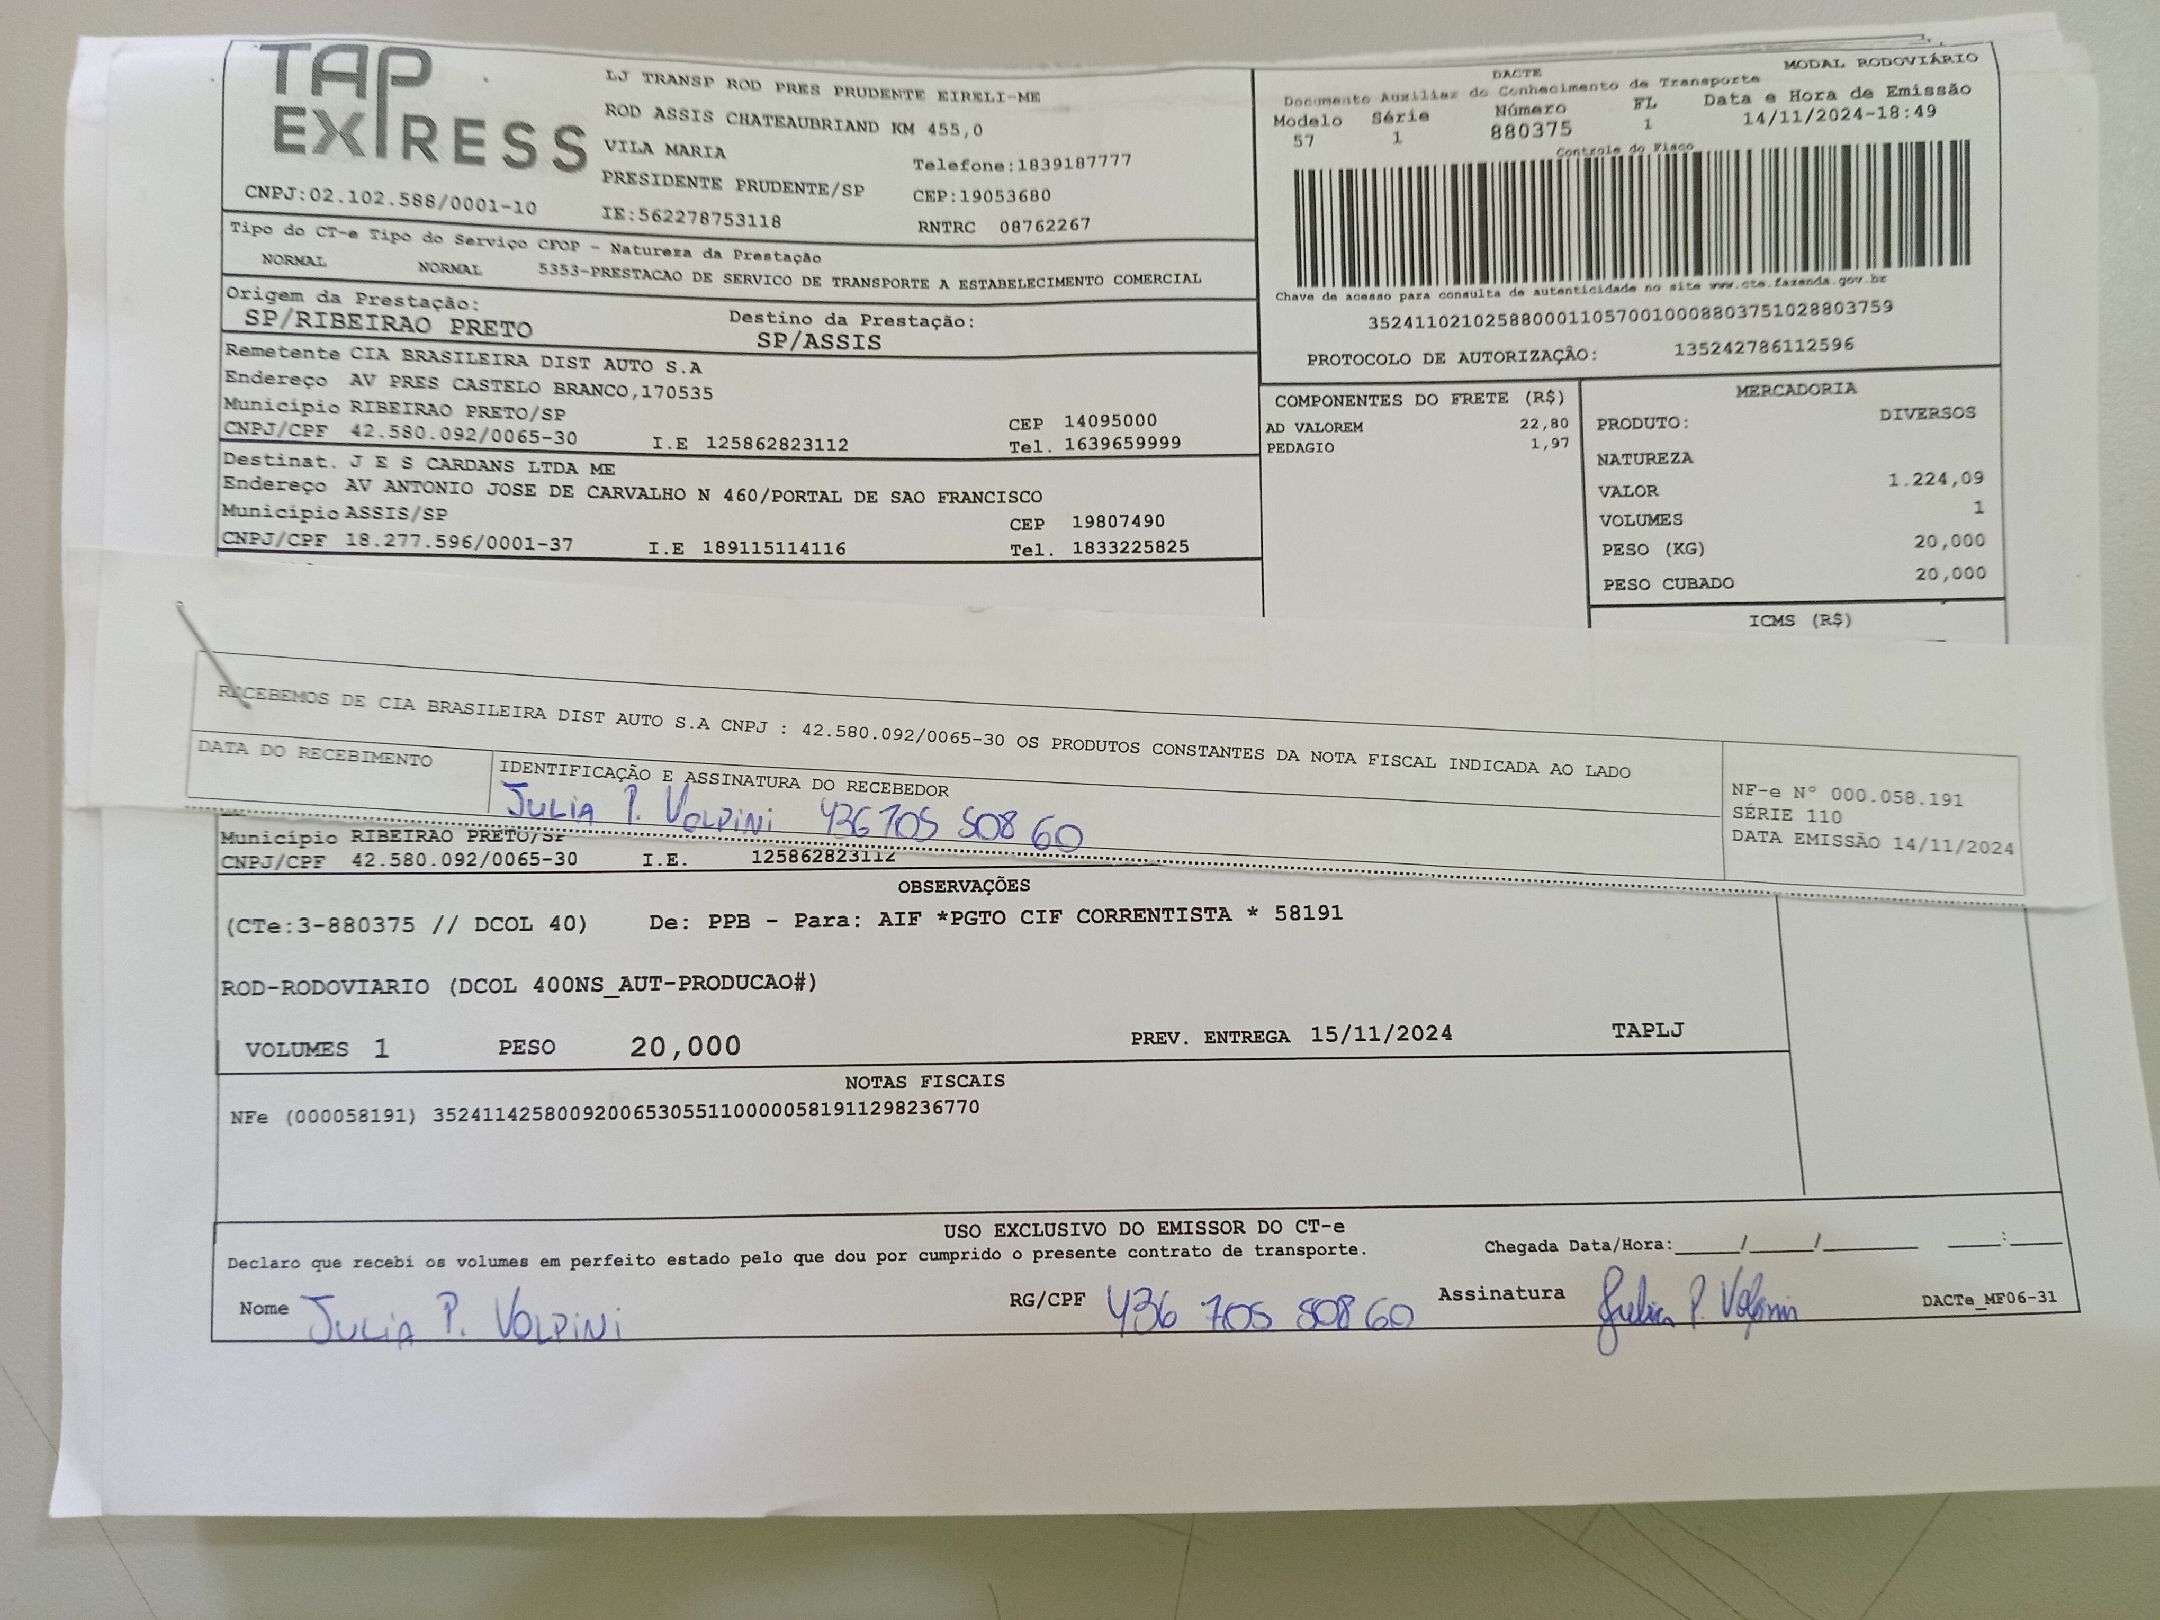 TAP
EXPRESS
CNPJ:02.102.588/0001-10
LJ TRANSP ROD PRES PRUDENTE EIRELI-ME
ROD ASSIS CHATEAUBRIAND KM 455,0
VILA MARIA
Telefone:1839187777
PRESIDENTE PRUDENTE/SP
CEP:19053680
IE:562278753118
RNTRC 08762267
DACTE
MODAL RODOVIÁRIO
Documento Auxiliar do Conhecimento de Transporte
Modelo Série Número FL Data e Hora de Emissão
57 1 880375 1 14/11/2024-18:49
Controle do Fisco
Chave de acesso para consulta de autenticidade no site www.cte.fazenda.gov.br
35241102102588000110570010008803751028803759
PROTOCOLO DE AUTORIZAÇÃO: 135242786112596
Tipo do CT-e Tipo do Serviço CFOP - Natureza da Prestação
NORMAL NORMAL 5353-PRESTACAO DE SERVICO DE TRANSPORTE A ESTABELECIMENTO COMERCIAL
Origem da Prestação:
SP/RIBEIRAO PRETO
Destino da Prestação:
SP/ASSIS
Remetente CIA BRASILEIRA DIST AUTO S.A
Endereço AV PRES CASTELO BRANCO,170535
Município RIBEIRAO PRETO/SP CEP 14095000
CNPJ/CPF 42.580.092/0065-30 I.E 125862823112 Tel. 1639659999
Destinat. J E S CARDANS LTDA ME
Endereço AV ANTONIO JOSE DE CARVALHO N 460/PORTAL DE SAO FRANCISCO
Município ASSIS/SP CEP 19807490
CNPJ/CPF 18.277.596/0001-37 I.E 189115114116 Tel. 1833225825
COMPONENTES DO FRETE (R$)
AD VALOREM 22,80
PEDAGIO 1,97
MERCADORIA
PRODUTO: DIVERSOS
NATUREZA
VALOR 1.224,09
VOLUMES 1
PESO (KG) 20,000
PESO CUBADO 20,000
ICMS (R$)
RECEBEMOS DE CIA BRASILEIRA DIST AUTO S.A CNPJ : 42.580.092/0065-30 OS PRODUTOS CONSTANTES DA NOTA FISCAL INDICADA AO LADO
DATA DO RECEBIMENTO
IDENTIFICAÇÃO E ASSINATURA DO RECEBEDOR
JULIA P. VOLPINI 436 705 508 60
NF-e Nº 000.058.191
SÉRIE 110
DATA EMISSÃO 14/11/2024
Município RIBEIRAO PRETO/SP
CNPJ/CPF 42.580.092/0065-30 I.E. 125862823112
OBSERVAÇÕES
(CTe:3-880375 // DCOL 40) De: PPB - Para: AIF *PGTO CIF CORRENTISTA * 58191
ROD-RODOVIARIO (DCOL 400NS_AUT-PRODUCAO#)
VOLUMES 1 PESO 20,000 PREV. ENTREGA 15/11/2024 TAPLJ
NOTAS FISCAIS
NFe (000058191) 35241142580092006530551100000581911298236770
USO EXCLUSIVO DO EMISSOR DO CT-e
Declaro que recebi os volumes em perfeito estado pelo que dou por cumprido o presente contrato de transporte. Chegada Data/Hora:_____/_____/_______ ____:____
Nome JULIA P. VOLPINI RG/CPF 436 705 508 60 Assinatura Julia P. Volpini DACTe_MF06-31